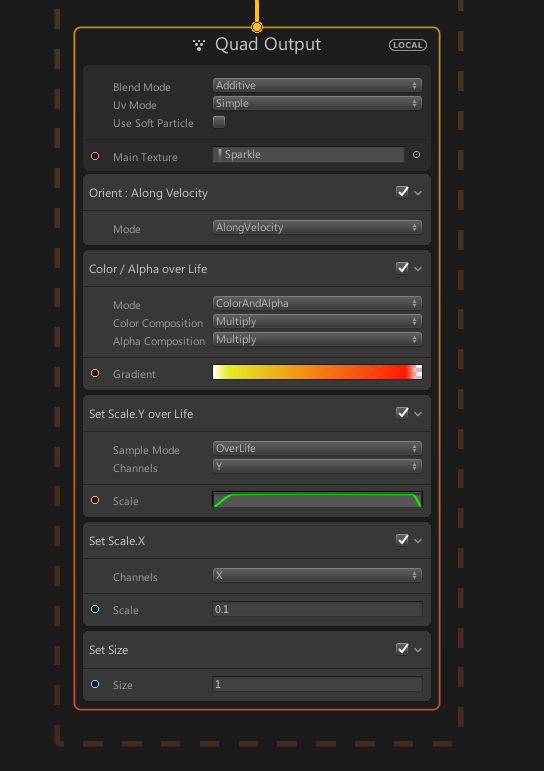 Quad Output LOCAL
Blend Mode Additive
Uv Mode Simple
Use Soft Particle
Main Texture Sparkle
Orient : Along Velocity
Mode AlongVelocity
Color / Alpha over Life
Mode ColorAndAlpha
Color Composition Multiply
Alpha Composition Multiply
Gradient
Set Scale.Y over Life
Sample Mode OverLife
Channels Y
Scale
Set Scale.X
Channels X
Scale 0.1
Set Size
Size 1